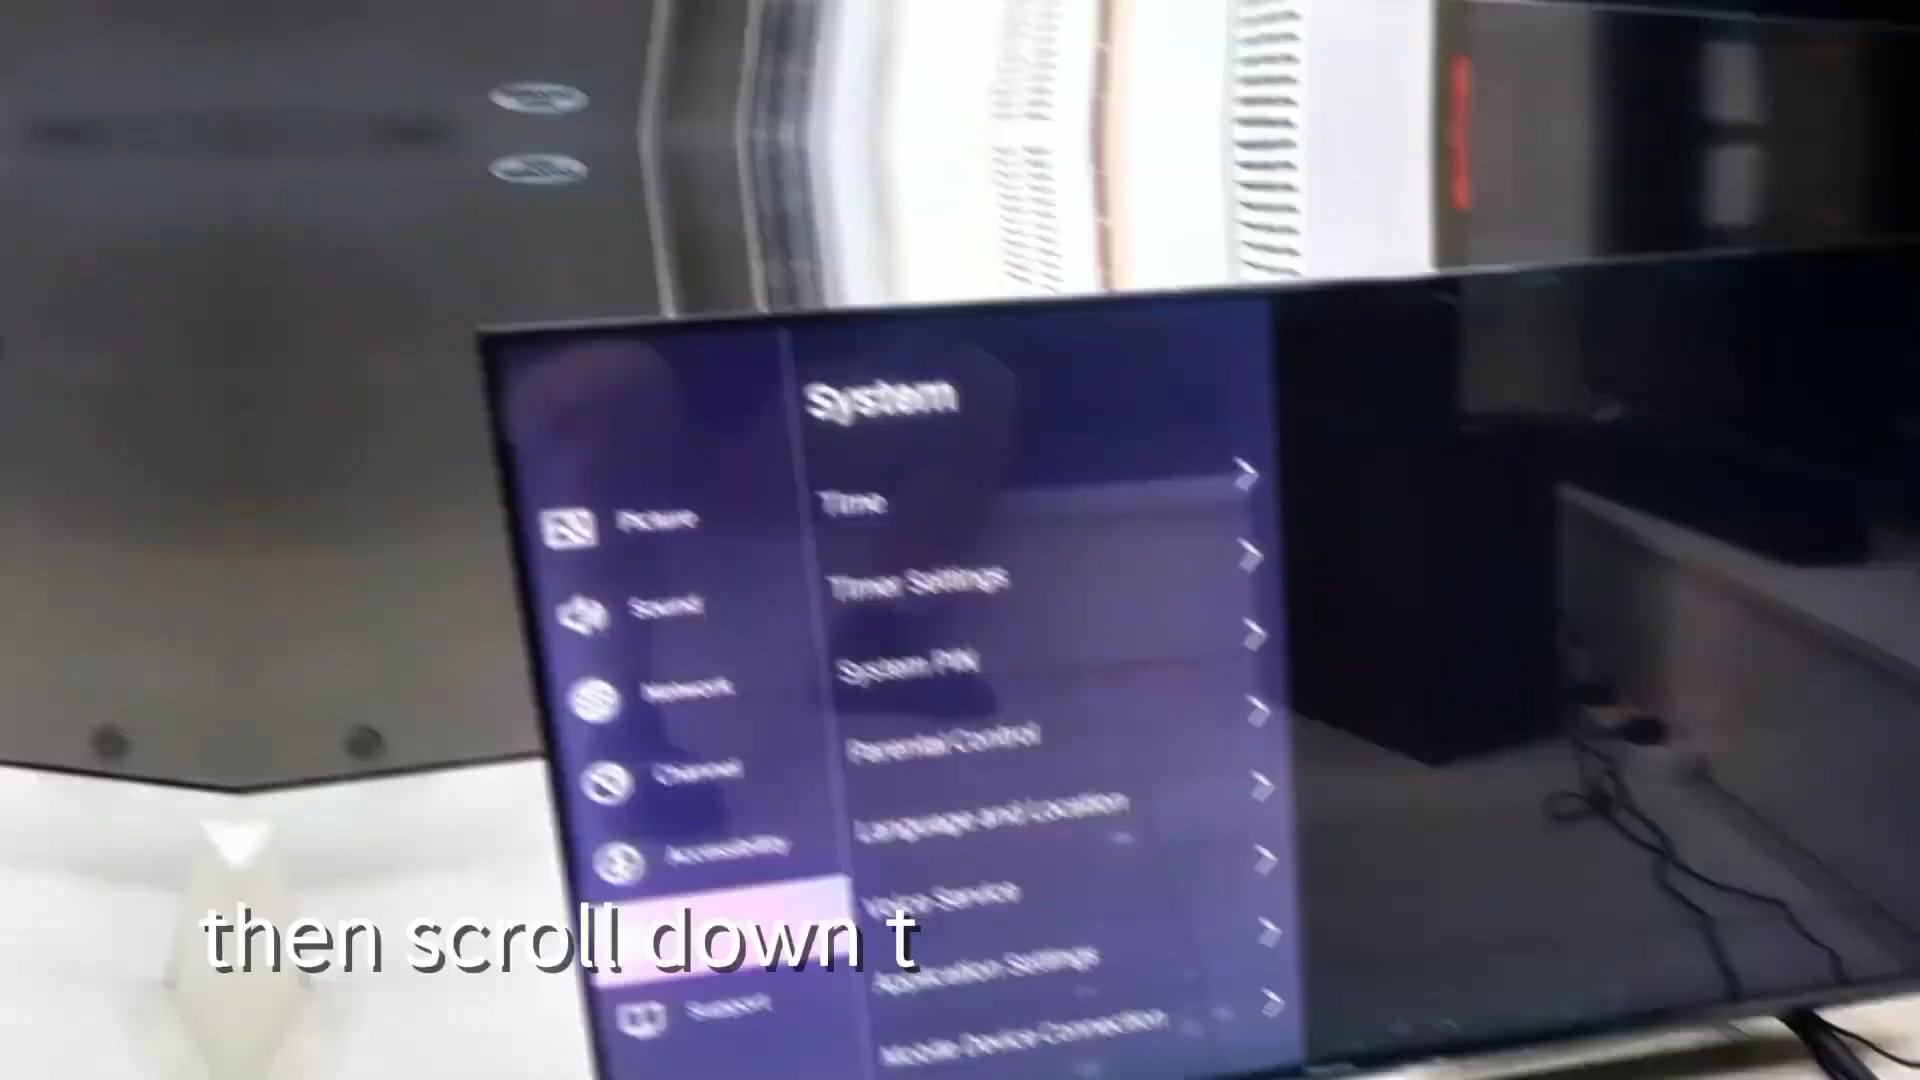 System
Time
Picture
Timer Settings
Sound
System PIN
Network
Parental Control
Channel
Language and Location
Accessibility
Voice Service
then scroll down t
Application Settings
Support
Mobile Device Connection